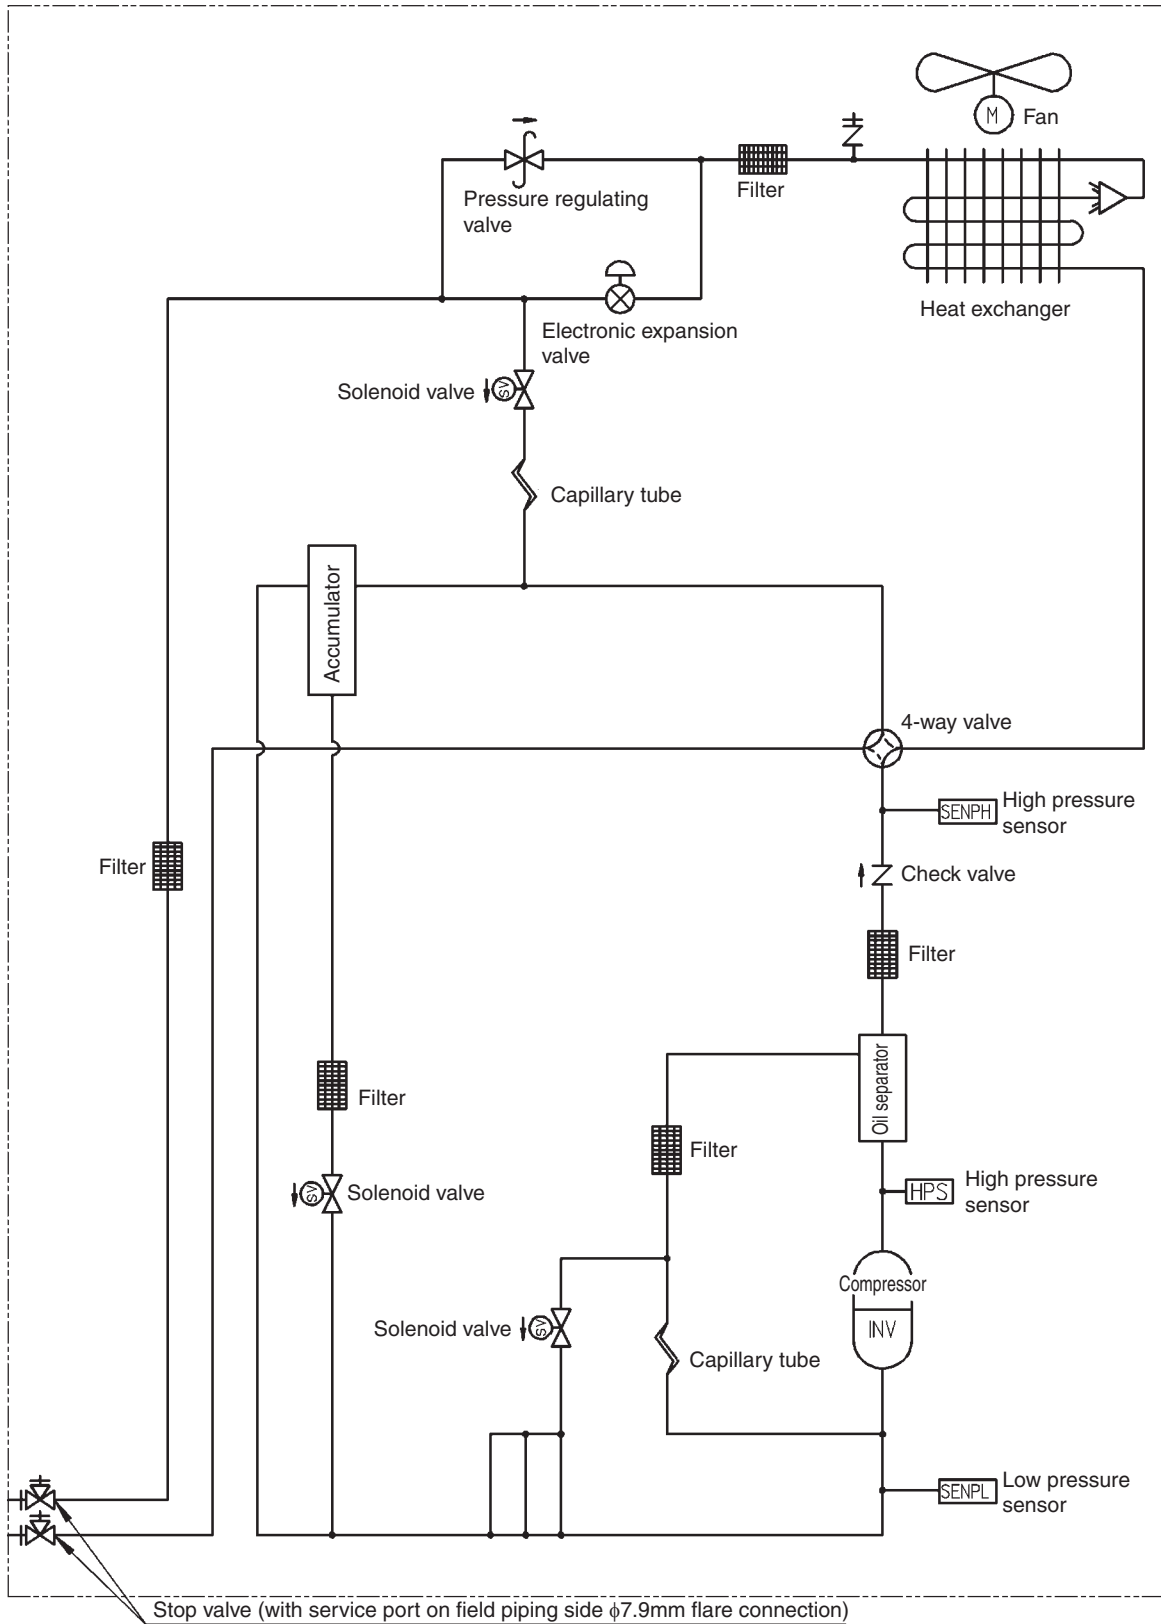 M
Fan
Filter
Pressure regulating
valve
Heat exchanger
Electronic expansion
valve
Solenoid valve
SV
Capillary tube
Accumulator
4-way valve
SENPH
High pressure
sensor
Filter
Check valve
Filter
Oil separator
Filter
Filter
HPS
High pressure
sensor
SV
Solenoid valve
Compressor
INV
Solenoid valve
SV
Capillary tube
SENPL
Low pressure
sensor
Stop valve (with service port on field piping side ϕ7.9mm flare connection)